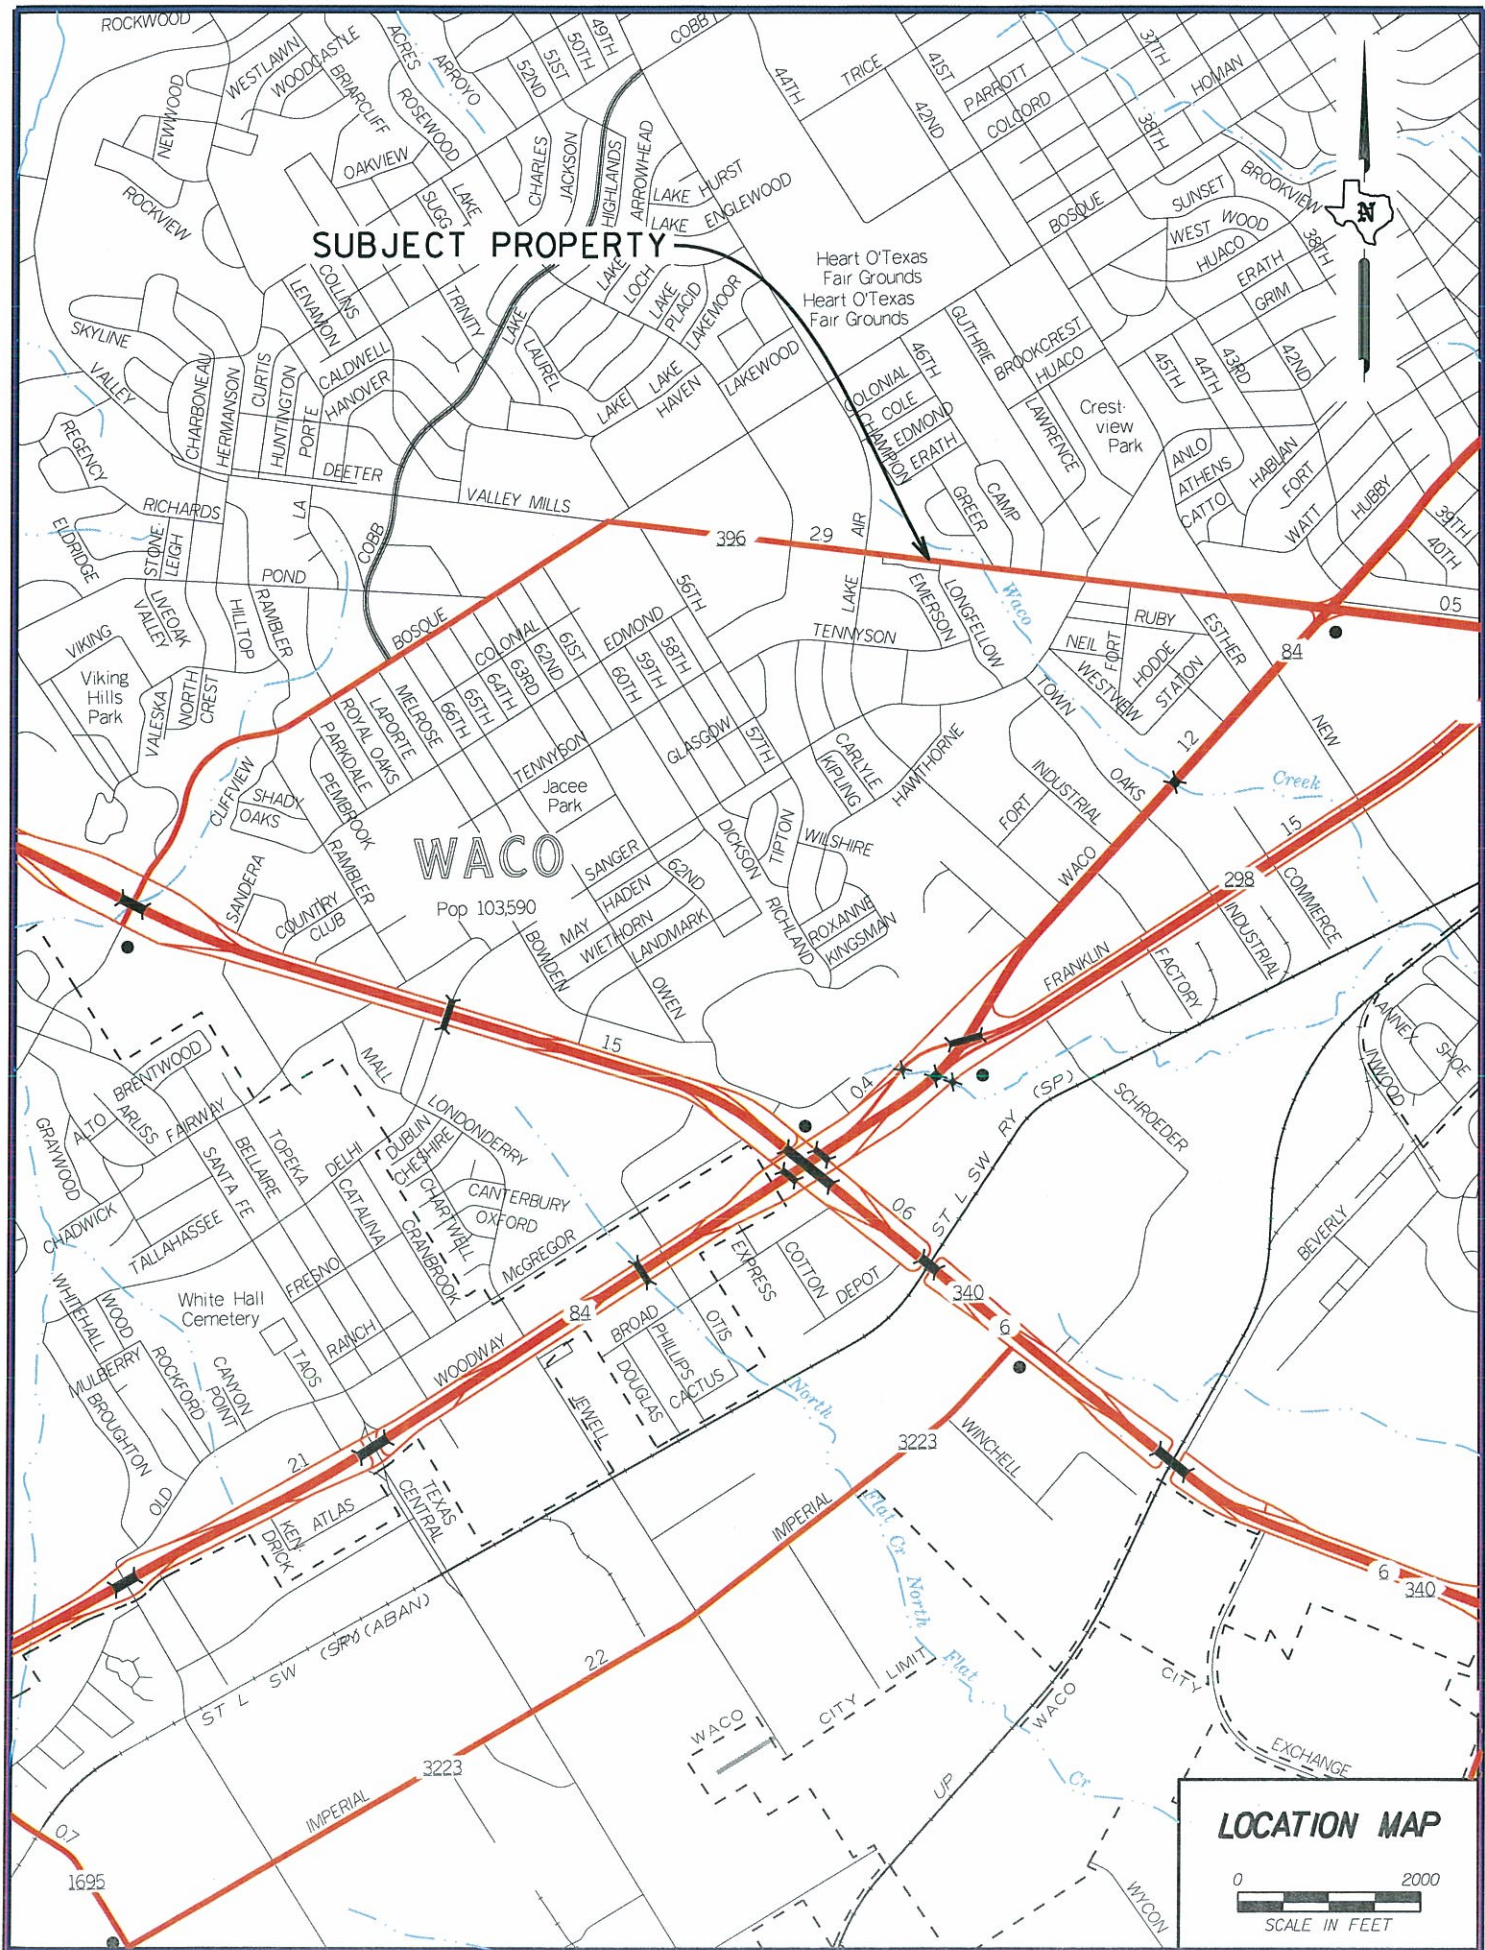 ROCKWOOD
WESTLAWN
WOODCASTLE
BRIARCLIFF
ACRES
ARROYO
ROSEWOOD
52ND
51ST
50TH
49TH
COBB
44TH
TRICE
41ST
42ND
PARROTT
COLCORD
37TH
HOMAN
38TH
NEWWOOD
OAKVIEW
ROCKVIEW
SUGG
LAKE
CHARLES
JACKSON
HIGHLANDS
ARROWHEAD
LAKE HURST
LAKE ENGLEWOOD
BOSQUE
SUNSET
BROOKVIEW
WEST WOOD
HUACO
38TH
ERATH
GRIM
N
SUBJECT PROPERTY
Heart O'Texas
Fair Grounds
Heart O'Texas
Fair Grounds
COLLINS
LENAMON
TRINITY
LAKE
LAUREL
LAKE
LOCH
LAKE
PLACID
LAKEMOOR
LAKEWOOD
LAKE
HAVEN
LAKE
SKYLINE
VALLEY
CHARBONEAU
HERMANSON
CURTIS
HUNTINGTON
PORTE
LA
CALDWELL
HANOVER
DEETER
GUTHRIE
BROOKCREST
HUACO
46TH
COLONIAL
COLE
EDMOND
ERATH
CHAMPION
LAWRENCE
Crest-
view
Park
45TH
44TH
43RD
42ND
ANLO
ATHENS
CATTO
HARLAN
FORT
WATT
HUBBY
39TH
40TH
REGENCY
RICHARDS
ELDRIDGE
STONE-
LEIGH
COBB
VALLEY MILLS
396
2.9
AIR
LAKE
GREER
CAMP
EMERSON
LONGFELLOW
Waco
0.5
POND
LIVEOAK
VALLEY
HILLTOP
RAMBLER
VIKING
Viking
Hills
Park
VALESKA
NORTH
CREST
BOSQUE
COLONIAL
61ST
62ND
63RD
64TH
65TH
66TH
EDMOND
56TH
58TH
59TH
60TH
57TH
TENNYSON
RUBY
NEIL
FORT
HODDE
STATION
WESTVIEW
ESTHER
84
TOWN
OAKS
NEW
12
MELROSE
LAPORTE
ROYAL OAKS
PARKDALE
PEMBROOK
RAMBLER
TENNYSON
GLASGOW
Jacee
Park
CARLYLE
KIPLING
HAWTHORNE
FORT
INDUSTRIAL
Creek
CLIFFVIEW
SHADY
OAKS
WACO
Pop 103,590
SANDERA
COUNTRY
CLUB
SANGER
HADEN
MAY
WIETHORN
LANDMARK
62ND
BOWDEN
DICKSON
TIPTON
WILSHIRE
RICHLAND
ROXANNE
KINGSMAN
OWEN
WACO
298
15
COMMERCE
INDUSTRIAL
FACTORY
FRANKLIN
15
04
MALL
BRENTWOOD
ALTO
ARLISS
FAIRWAY
GRAYWOOD
CHADWICK
TALLAHASSEE
SANTA FE
BELLAIRE
TOPEKA
DELHI
CATALINA
DUBLIN
CHESHIRE
LONDONDERRY
CHARTWELL
CANTERBURY
OXFORD
CRANBROOK
McGREGOR
FRESNO
RANCH
ST L SW RY (SP)
SCHROEDER
ANNEX
SHOE
INWOOD
BEVERLY
White Hall
Cemetery
TAOS
WHITEHALL
WOOD
MULBERRY
ROCKFORD
CANYON
POINT
BROUGHTON
OLD
WOODWAY
84
21
06
340
6
EXPRESS
COTTON
DEPOT
BROAD
OTIS
PHILLIPS
DOUGLAS
CACTUS
JEWELL
North
Flat Cr
North
Flat
Cr
3223
WINCHELL
IMPERIAL
TEXAS
CENTRAL
ATLAS
KEN-
DRICK
22
3223
IMPERIAL
6 340
WACO
CITY
LIMIT
WACO
CITY
UP
EXCHANGE
WYCON
0.7
1695
LOCATION MAP
0 2000
SCALE IN FEET